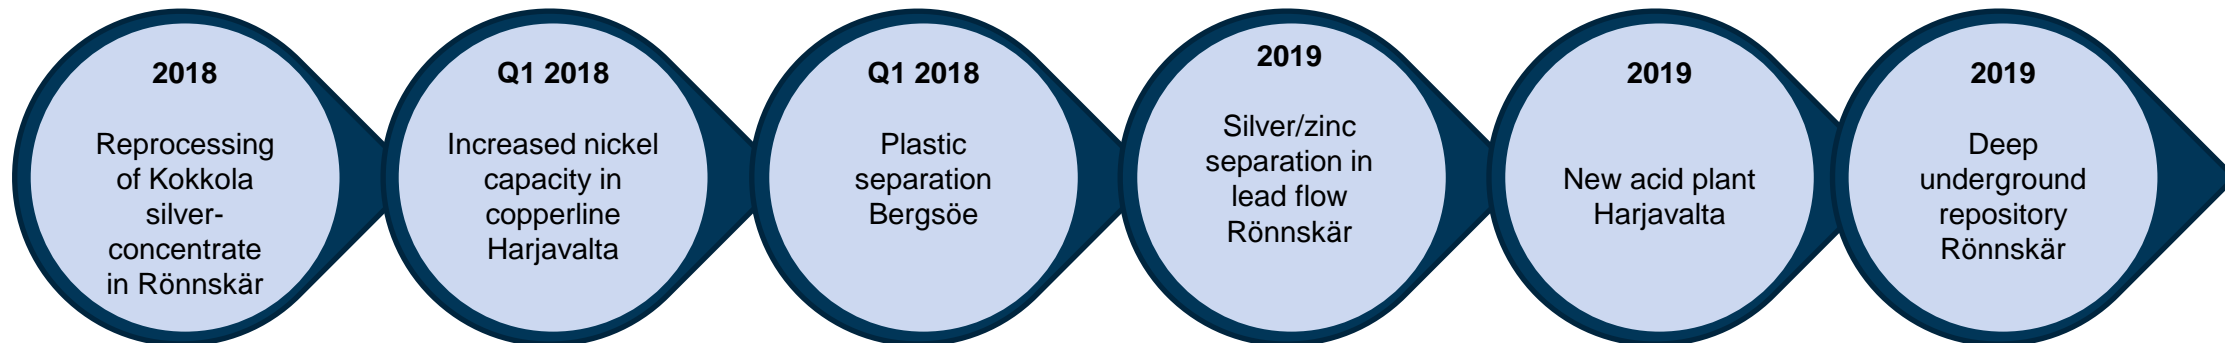 2018
Reprocessing
of Kokkola
silver-
concentrate
in Rönnskär
Q1 2018
Increased nickel
capacity in
copperline
Harjavalta
Q1 2018
Plastic
separation
Bergsöe
2019
Silver/zinc
separation in
lead flow
Rönnskär
2019
New acid plant
Harjavalta
2019
Deep
underground
repository
Rönnskär